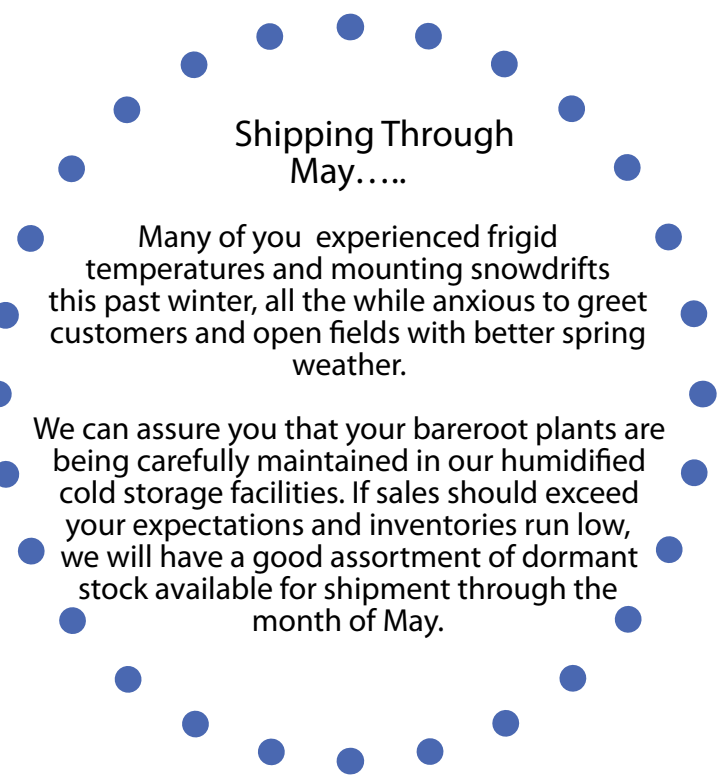 Shipping Through
May…..
Many of you  experienced frigid
temperatures and mounting snowdrifts
this past winter, all the while anxious to greet
customers and open fields with better spring
weather.
We can assure you that your bareroot plants are
being carefully maintained in our humidified
cold storage facilities. If sales should exceed
your expectations and inventories run low,
we will have a good assortment of dormant
stock available for shipment through the
month of May.